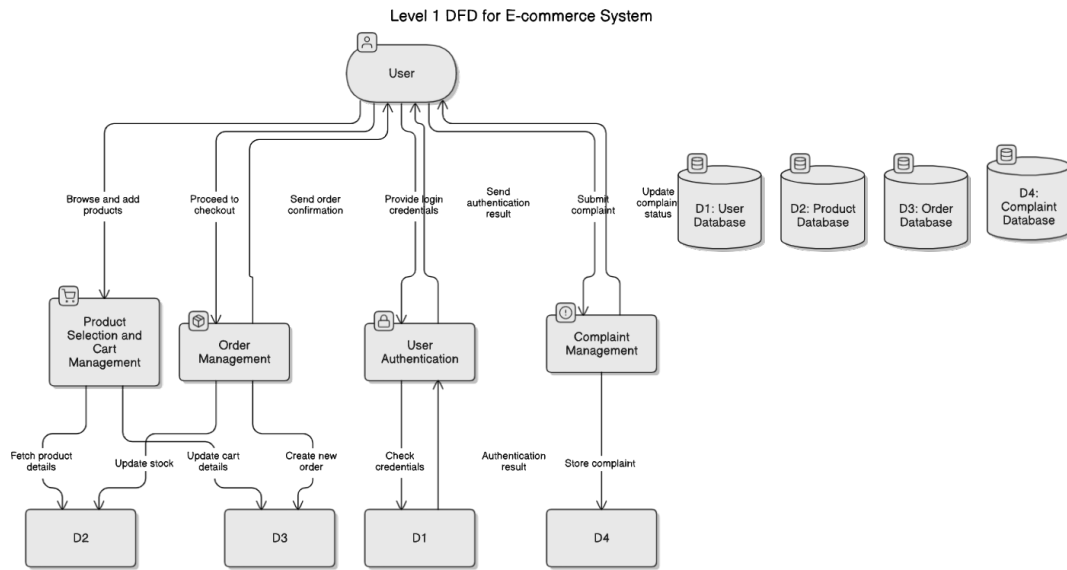 Level 1 DFD for E-commerce System
User
Browse and add
products
Proceed to
checkout
Send order
confirmation
Provide login
credentials
Send
authentication
result
Submit
complaint
Update
complain
status
D1: User
Database
D2: Product
Database
D3: Order
Database
D4:
Complaint
Database
Product
Selection and
Cart
Management
Order
Management
User
Authentication
Complaint
Management
Fetch product
details
Update stock
Update cart
details
Create new
order
Check
credentials
Authentication
result
Store complaint
D2
D3
D1
D4